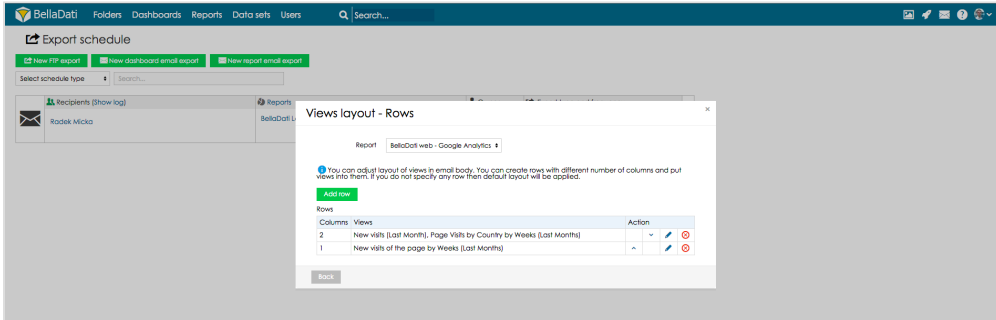 BellaDati Folders Dashboards Reports Data sets Users Search...
Export schedule
New FTP export New dashboard email export New report email export
Select schedule type Search...
Recipients (Show log) Reports
Radek Micka BellaDati
Views layout - Rows ×
Report BellaDati web - Google Analytics
You can adjust layout of views in email body. You can create rows with different number of columns and put
views into them. If you do not specify any row then default layout will be applied.
Add row
Rows
Columns Views Action
2 New visits (Last Month), Page Visits by Country by Weeks (Last Months)
1 New visits of the page by Weeks (Last Months)
Back